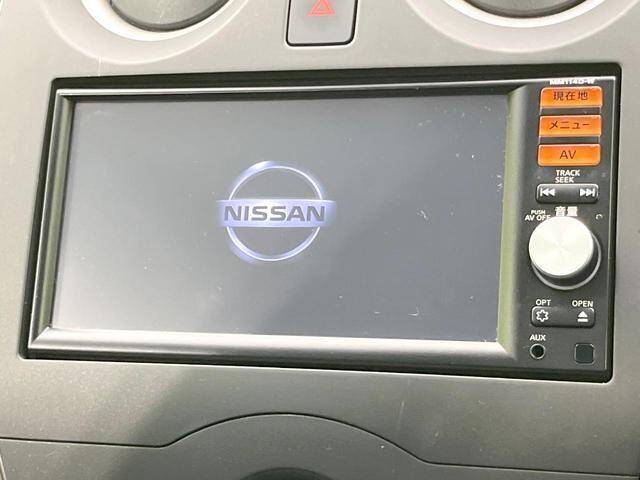 MM114D-W
現在地
メニュー
AV
TRACK
SEEK
NISSAN
音量
PUSH
AV OFF
OPT
OPEN
AUX